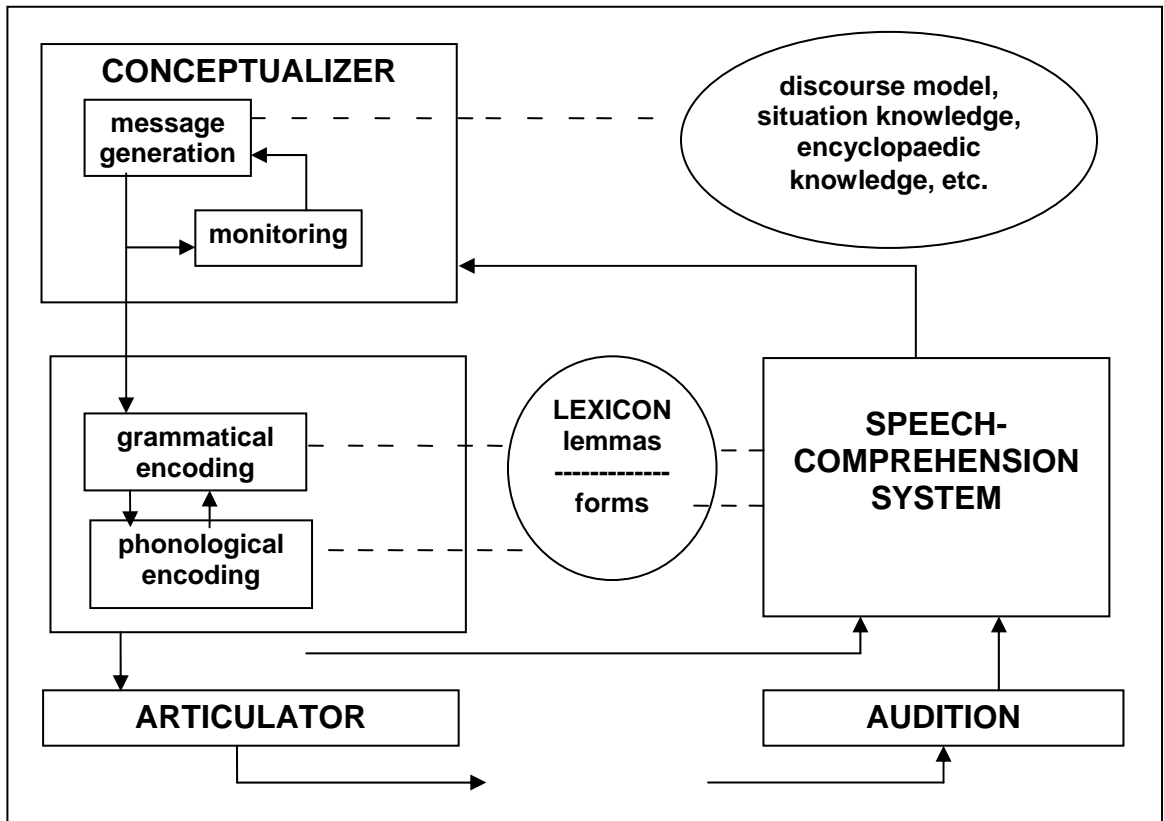 CONCEPTUALIZER
message
generation
monitoring
discourse model,
situation knowledge,
encyclopaedic
knowledge, etc.
grammatical
encoding
phonological
encoding
LEXICON
lemmas
-------------
forms
SPEECH-
COMPREHENSION
SYSTEM
ARTICULATOR
AUDITION